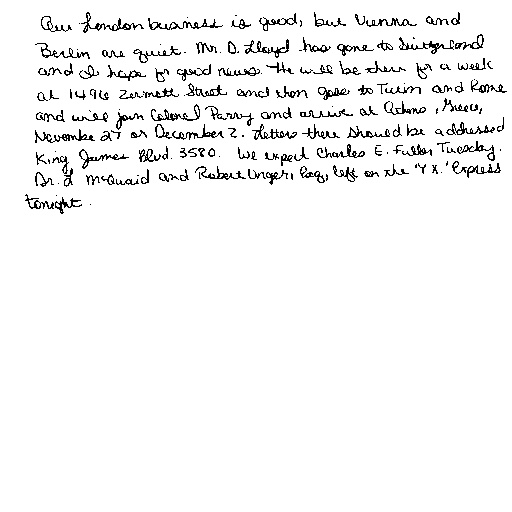 Our London business is good, but Vienna and
Berlin are quiet. Mr. D. Lloyd has gone to Switzerland
and I hope for good news. He will be there for a week
at 1496 Zermott Street and then goes to Turin and Rome
and will join Colonel Parry and arrive at Athens, Greece,
November 27 or December 2. Letters there should be addressed
King James Blvd. 3580. We expect Charles E. Fuller Tuesday.
Dr. L McQuaid and Robert Unger, Esq., left on the "Y X." Express
tonight.